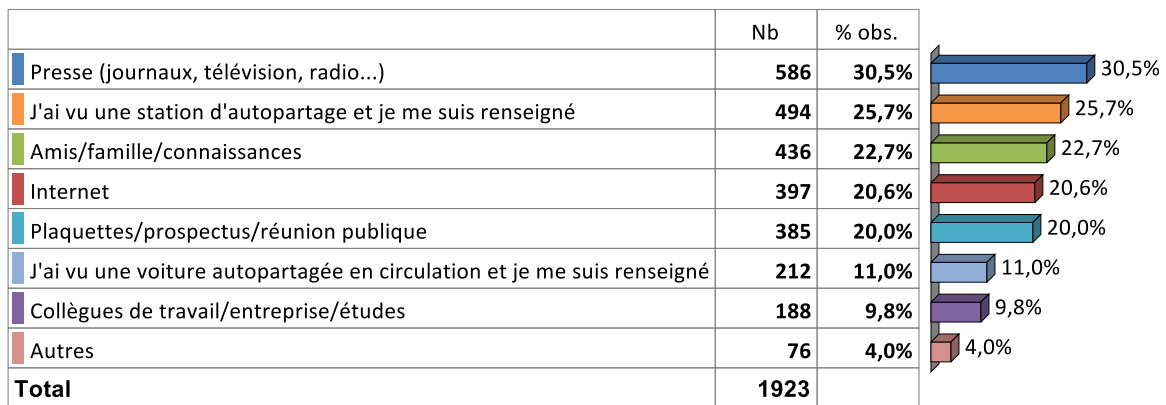 Nb % obs.
Presse (journaux, télévision, radio...) 586 30,5% 30,5%
J'ai vu une station d'autopartage et je me suis renseigné 494 25,7% 25,7%
Amis/famille/connaissances 436 22,7% 22,7%
Internet 397 20,6% 20,6%
Plaquettes/prospectus/réunion publique 385 20,0% 20,0%
J'ai vu une voiture autopartagée en circulation et je me suis renseigné 212 11,0% 11,0%
Collègues de travail/entreprise/études 188 9,8% 9,8%
Autres 76 4,0% 4,0%
Total 1923